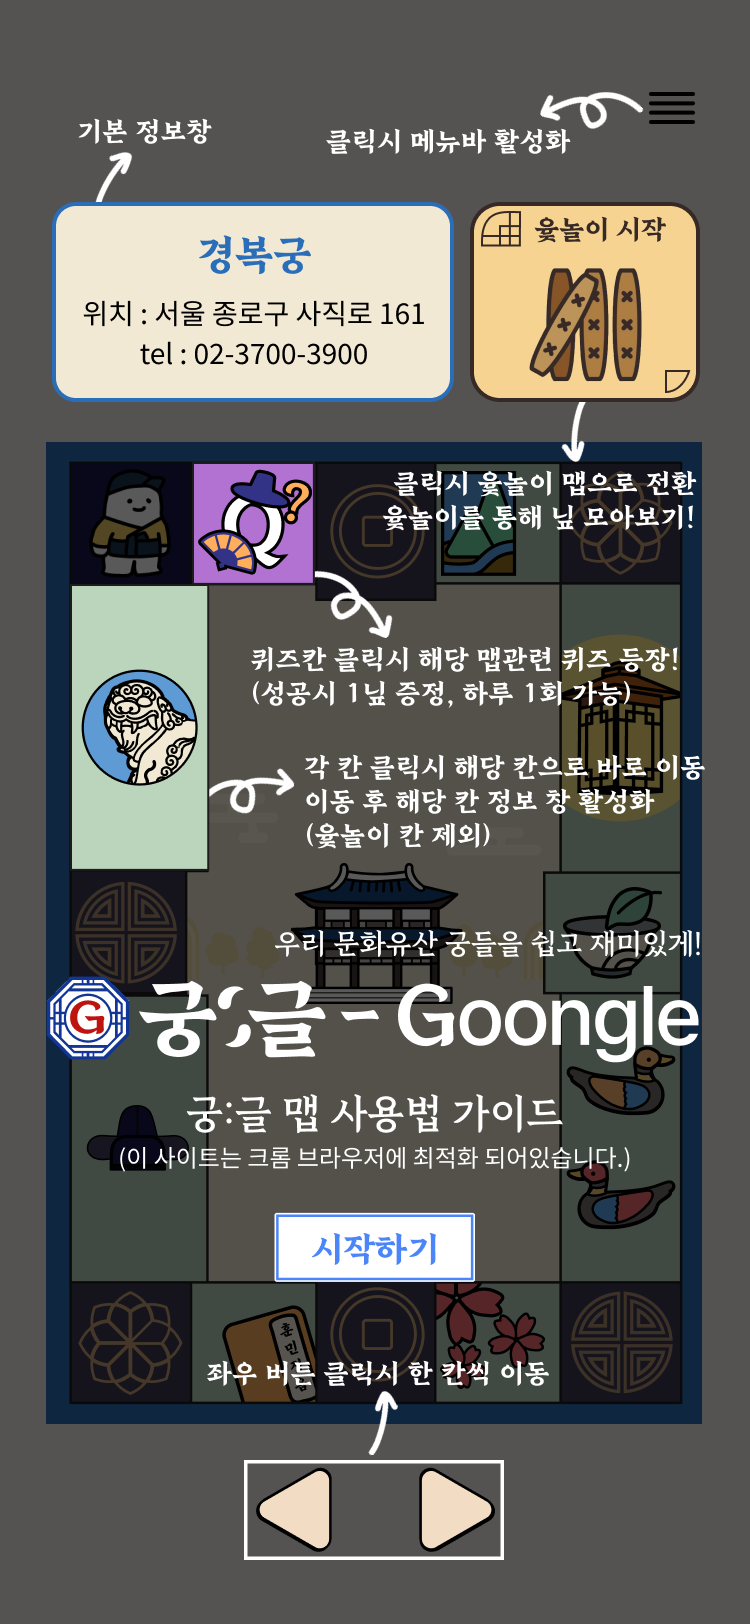 기본 정보창
클릭시 메뉴바 활성화
경복궁
위치 : 서울 종로구 사직로 161
tel : 02-3700-3900
윷놀이 시작
클릭시 윷놀이 맵으로 전환
윷놀이를 통해 닢 모아보기!
Q?
퀴즈칸 클릭시 해당 맵관련 퀴즈 등장!
(성공시 1닢 증정, 하루 1회 가능)
각 칸 클릭시 해당 칸으로 바로 이동
이동 후 해당 칸 정보 창 활성화
(윷놀이 칸 제외)
우리 문화유산 궁들을 쉽고 재미있게!
G 궁:글 - Goongle
궁:글 맵 사용법 가이드
(이 사이트는 크롬 브라우저에 최적화 되어있습니다.)
시작하기
훈민
좌우 버튼 클릭시 한 칸씩 이동